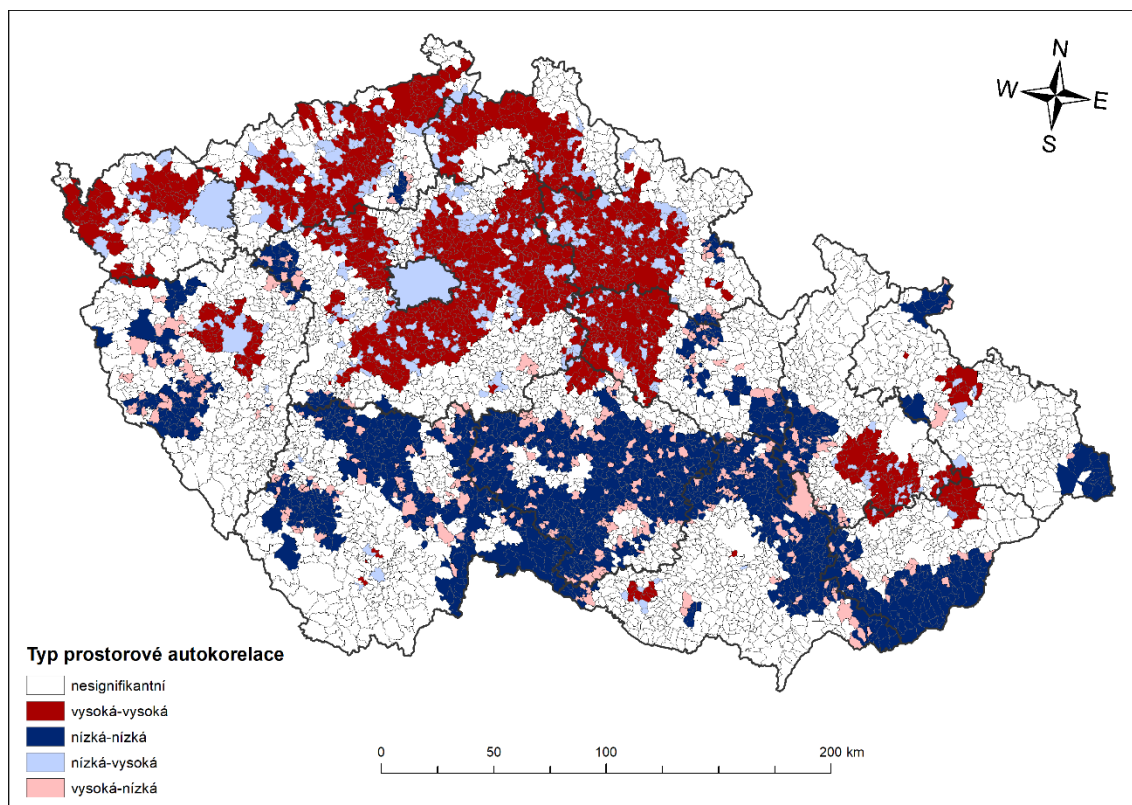 N
W E
S
Typ prostorové autokorelace
nesignifikantní
vysoká-vysoká
nízká-nízká
nízká-vysoká
vysoká-nízká
0 50 100 200 km